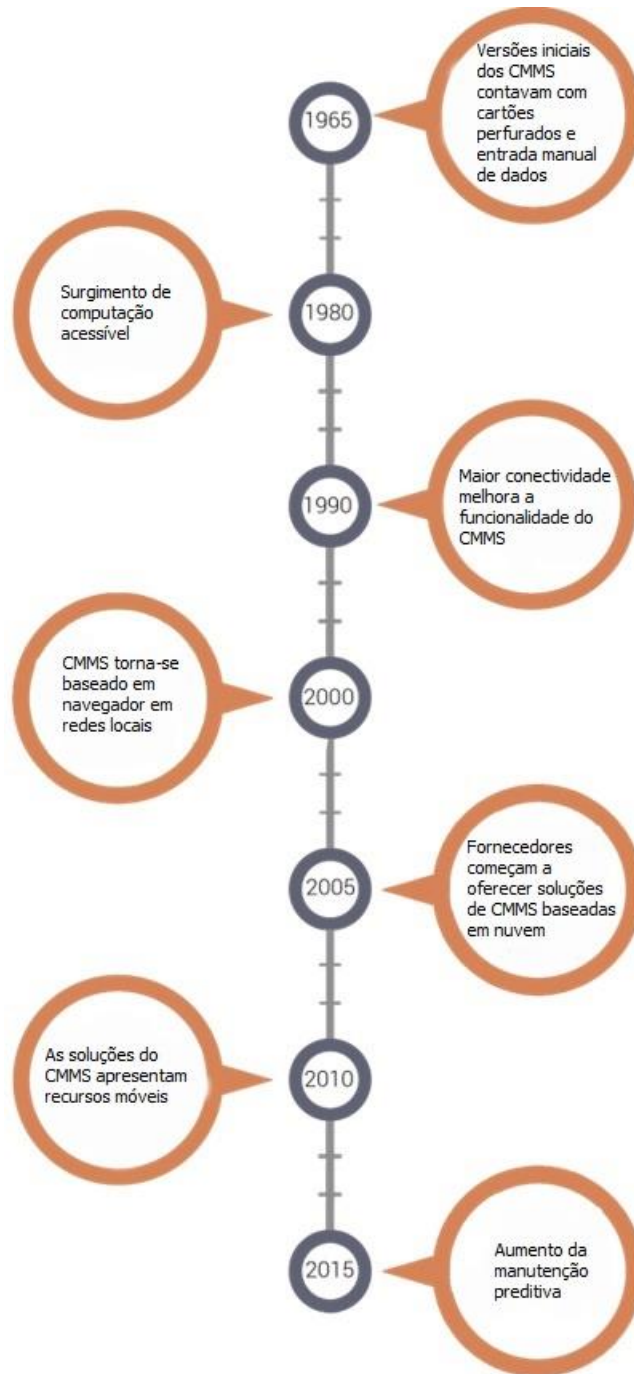 1965
Versões iniciais
dos CMMS
contavam com
cartões
perfurados e
entrada manual
de dados
1980
Surgimento de
computação
acessível
1990
Maior conectividade
melhora a
funcionalidade do
CMMS
2000
CMMS torna-se
baseado em
navegador em
redes locais
2005
Fornecedores
começam a
oferecer soluções
de CMMS baseadas
em nuvem
2010
As soluções do
CMMS apresentam
recursos móveis
2015
Aumento da
manutenção
preditiva